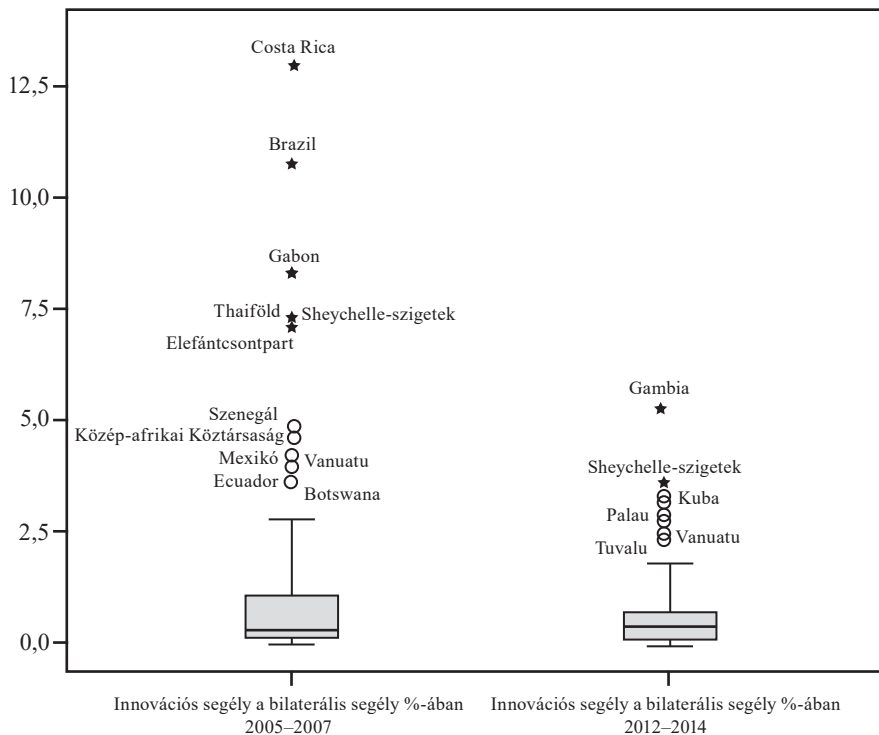 Costa Rica
12,5
Brazil
10,0
Gabon
Thaiföld Sheychelle-szigetek
7,5
Elefántcsontpart
Gambia
Szenegál
5,0
Közép-afrikai Köztársaság
Mexikó Vanuatu
Sheychelle-szigetek
Ecuador
Botswana
Kuba
Palau
2,5
Vanuatu
Tuvalu
0,0
Innovációs segély a bilaterális segély %-ában
2005–2007
Innovációs segély a bilaterális segély %-ában
2012–2014